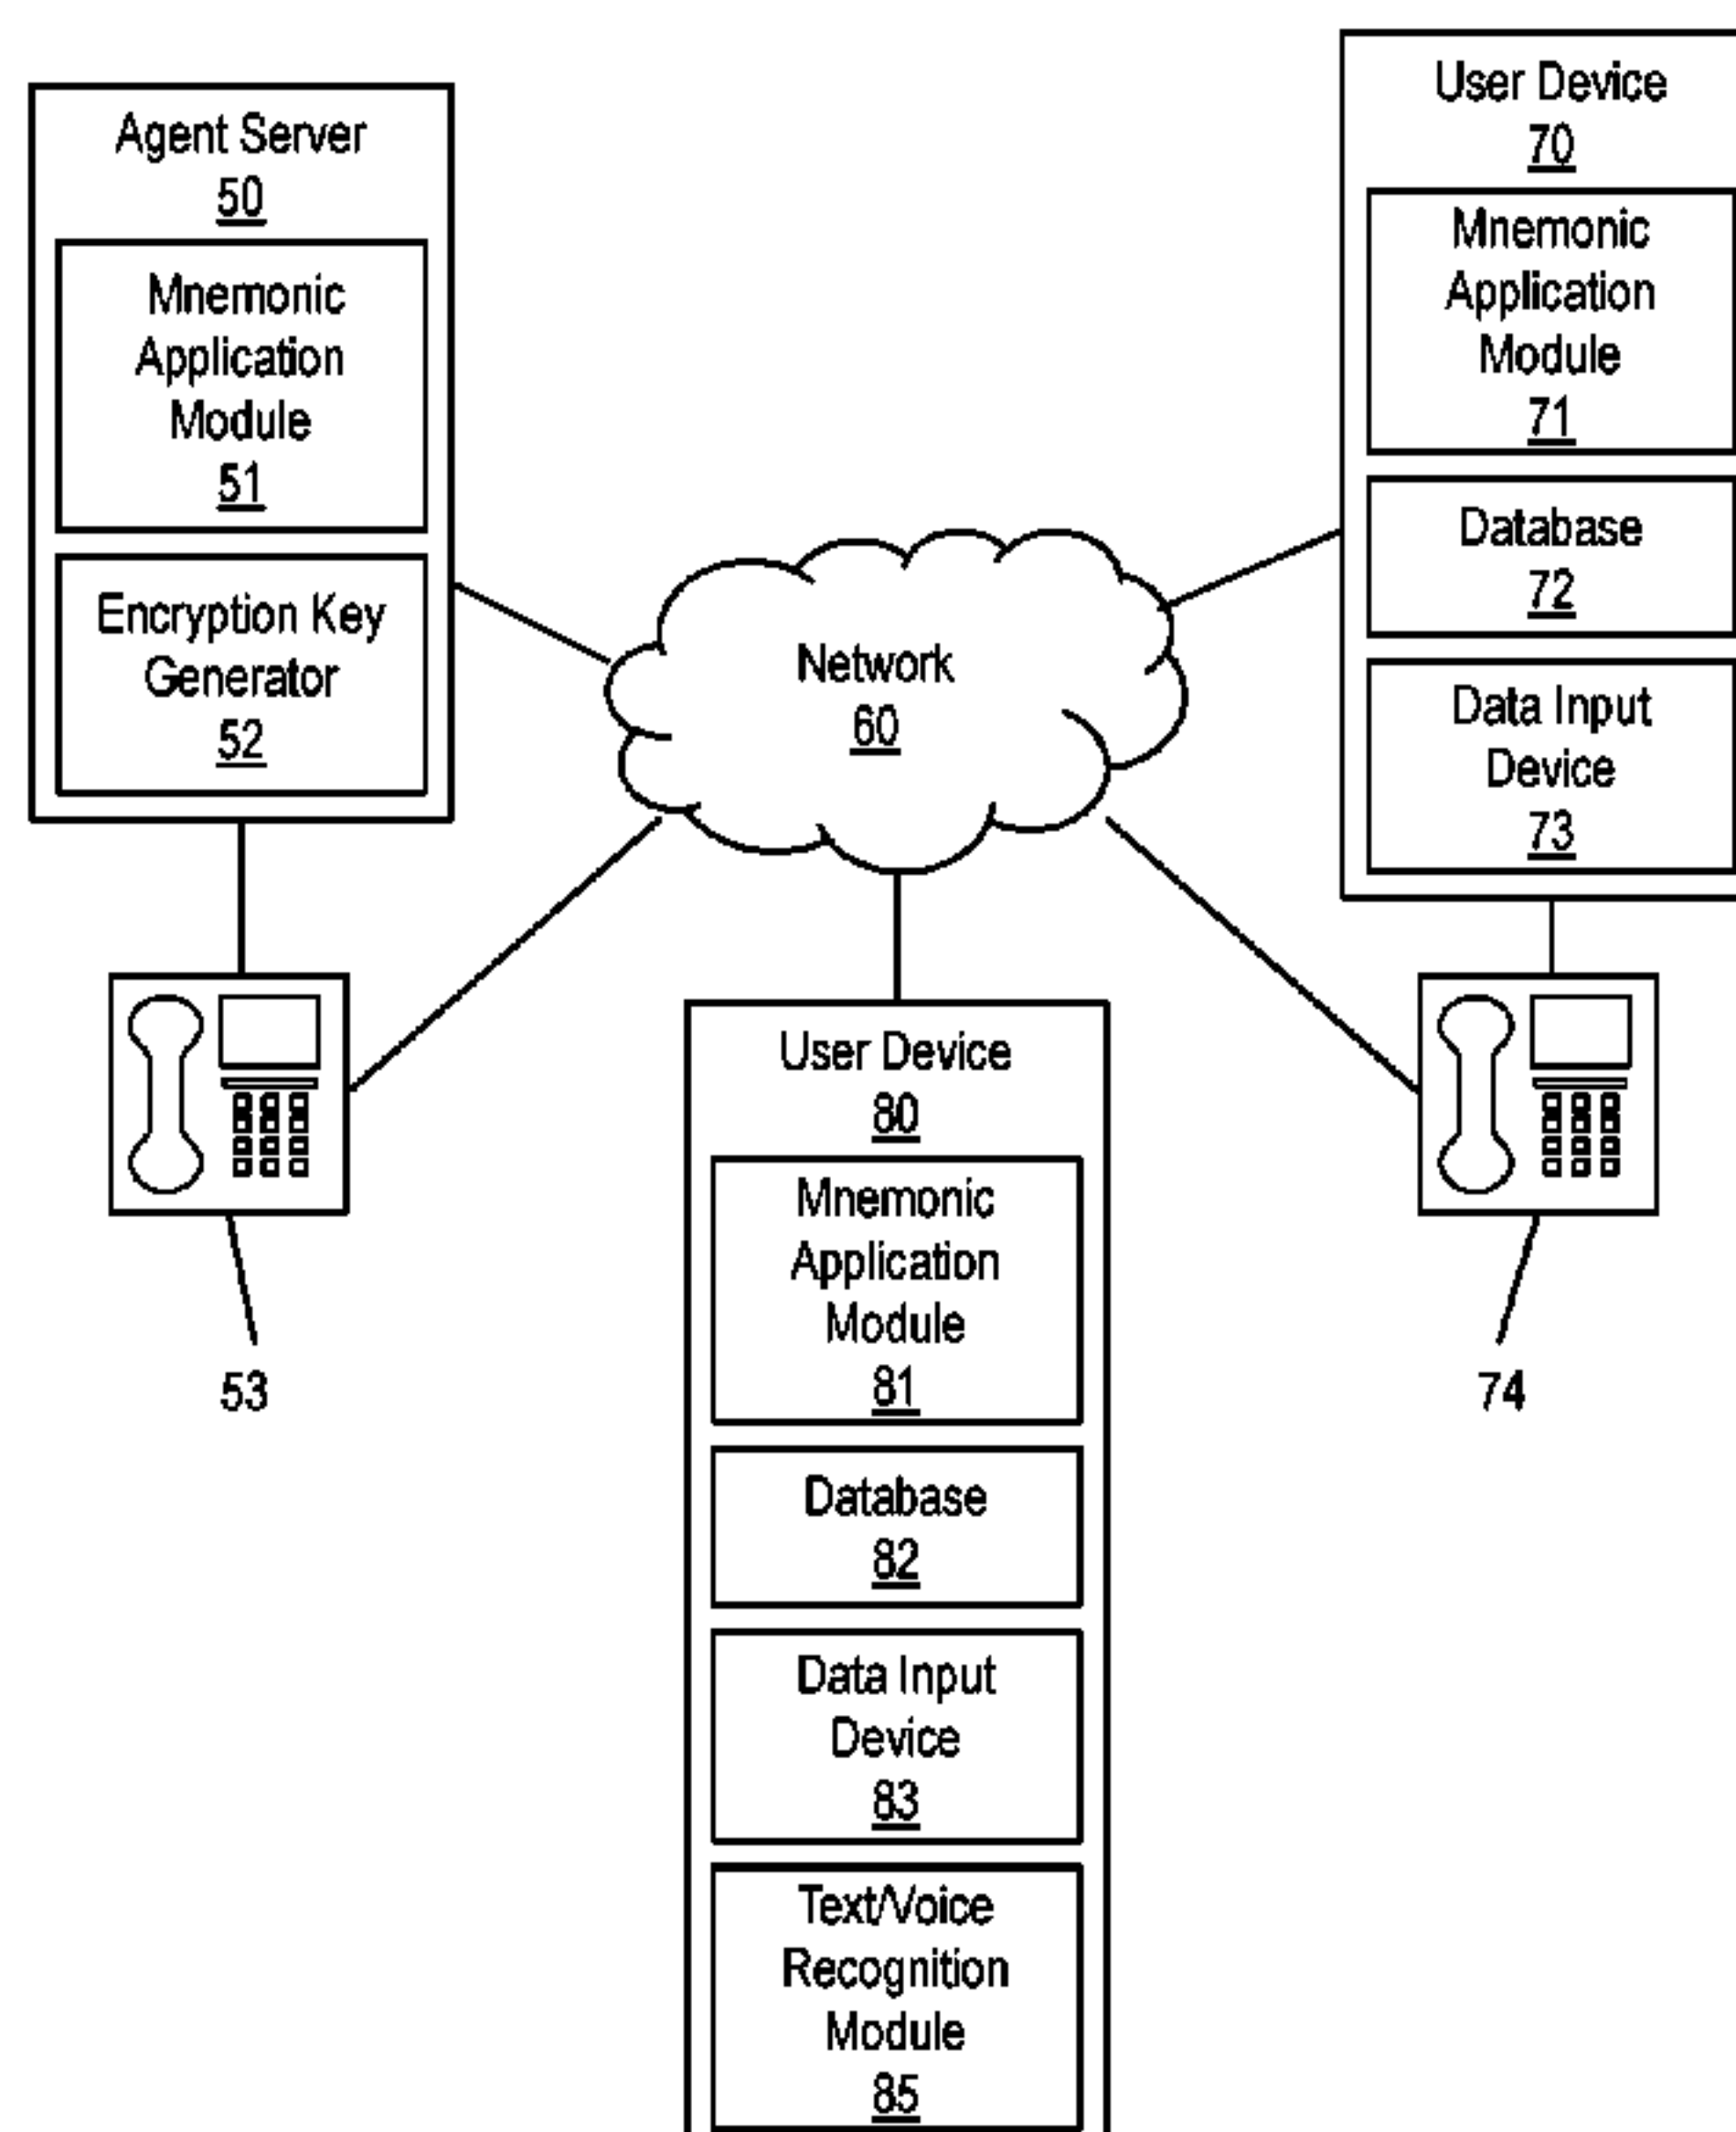 Agent Server
50
Mnemonic
Application
Module
51
Encryption Key
Generator
52
53
Network
60
User Device
70
Mnemonic
Application
Module
71
Database
72
Data Input
Device
73
74
User Device
80
Mnemonic
Application
Module
81
Database
82
Data Input
Device
83
Text/Voice
Recognition
Module
85